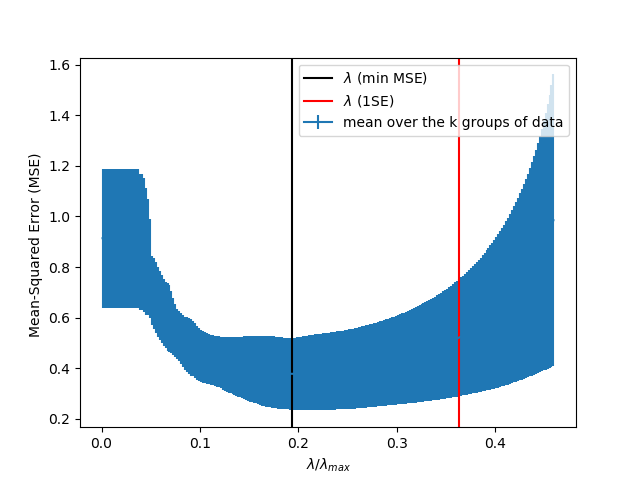 1.6
1.4
1.2
1.0
0.8
0.6
0.4
0.2
Mean-Squared Error (MSE)
λ (min MSE)
λ (1SE)
mean over the k groups of data
0.0 0.1 0.2 0.3 0.4
λ/λmax